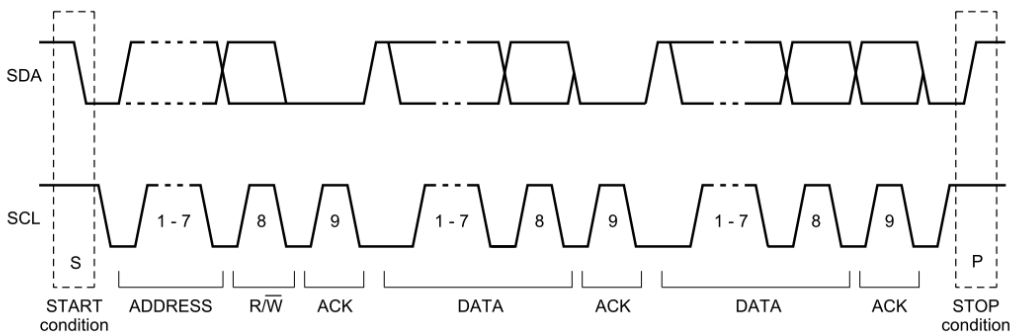 SDA
SCL
1 - 7
8
9
1 - 7
8
9
1 - 7
8
9
S
P
START
condition
ADDRESS
R/W̅
ACK
DATA
ACK
DATA
ACK
STOP
condition